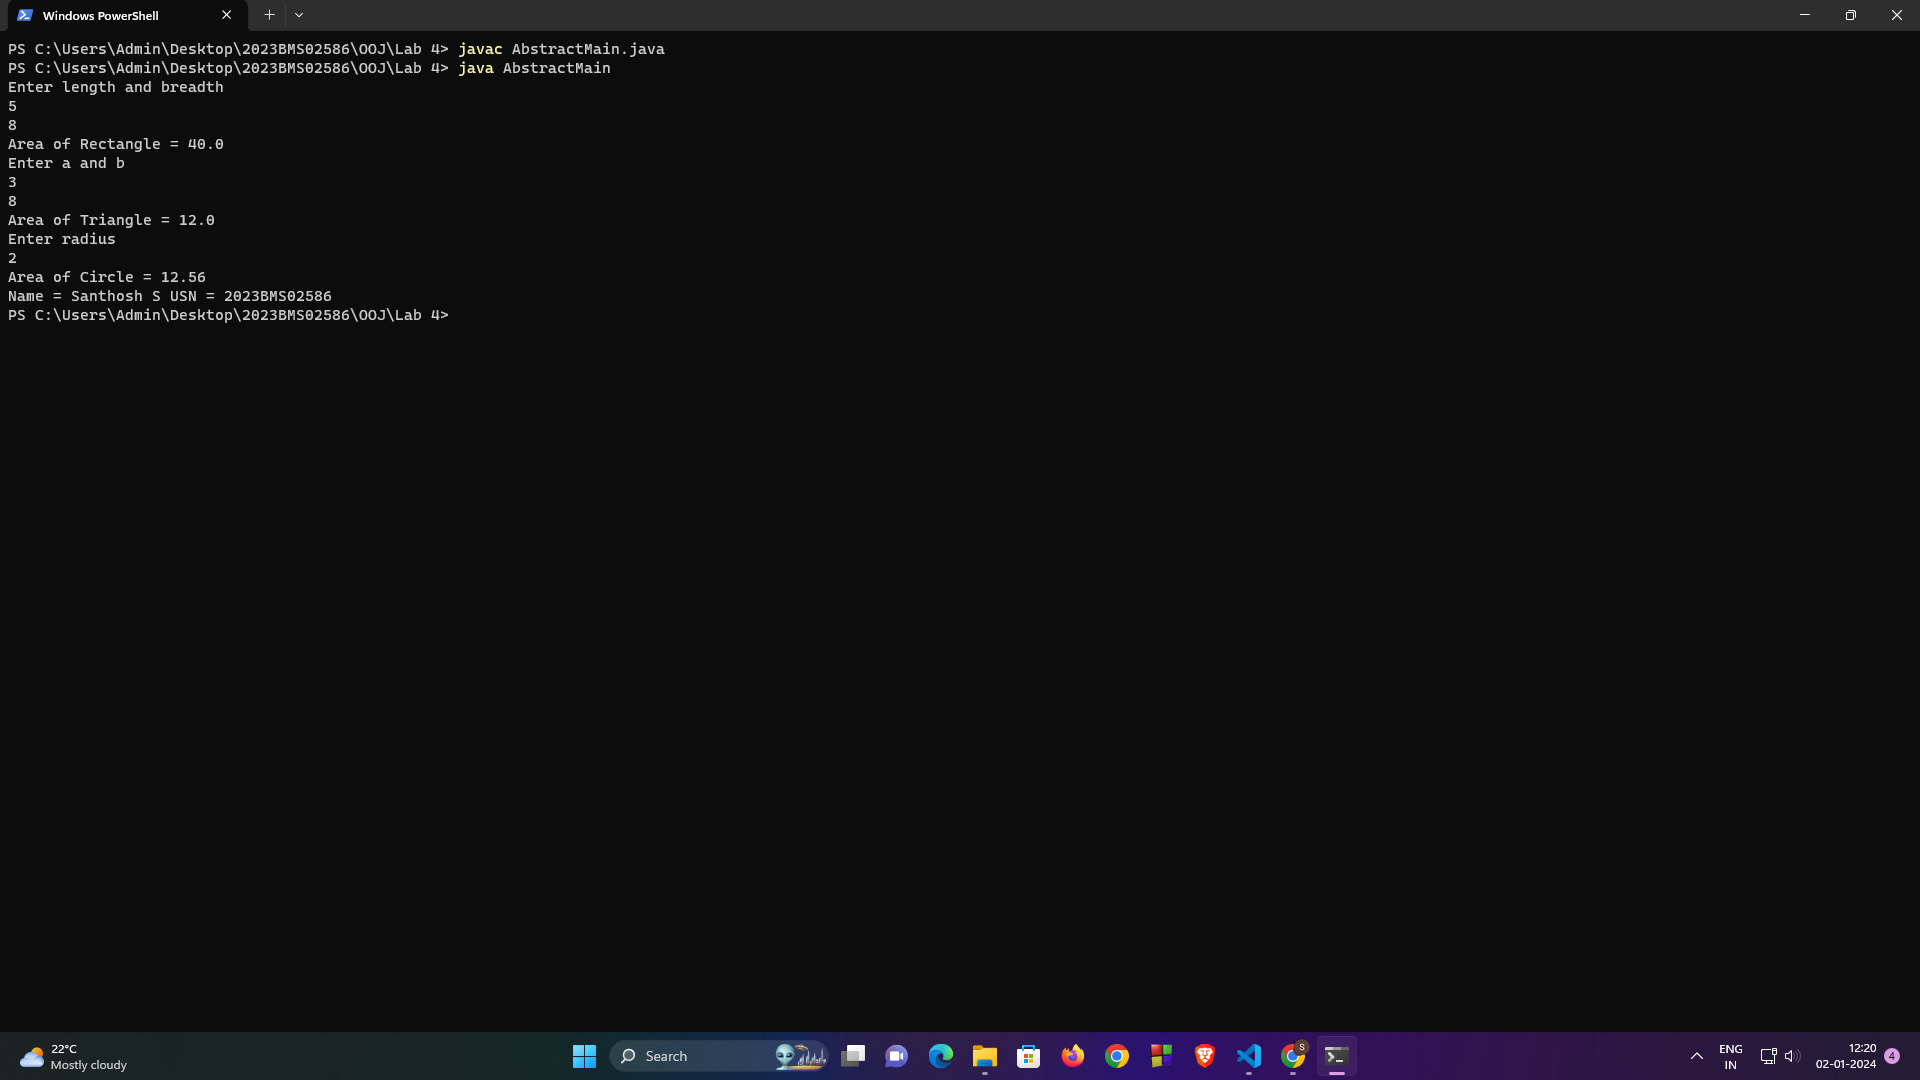 Windows PowerShell
PS C:\Users\Admin\Desktop\2023BMS02586\OOJ\Lab 4> javac AbstractMain.java
PS C:\Users\Admin\Desktop\2023BMS02586\OOJ\Lab 4> java AbstractMain
Enter length and breadth
5
8
Area of Rectangle = 40.0
Enter a and b
3
8
Area of Triangle = 12.0
Enter radius
2
Area of Circle = 12.56
Name = Santhosh S USN = 2023BMS02586
PS C:\Users\Admin\Desktop\2023BMS02586\OOJ\Lab 4>
22°C
Mostly cloudy
Search
S
ENG
IN
12:20
02-01-2024
4